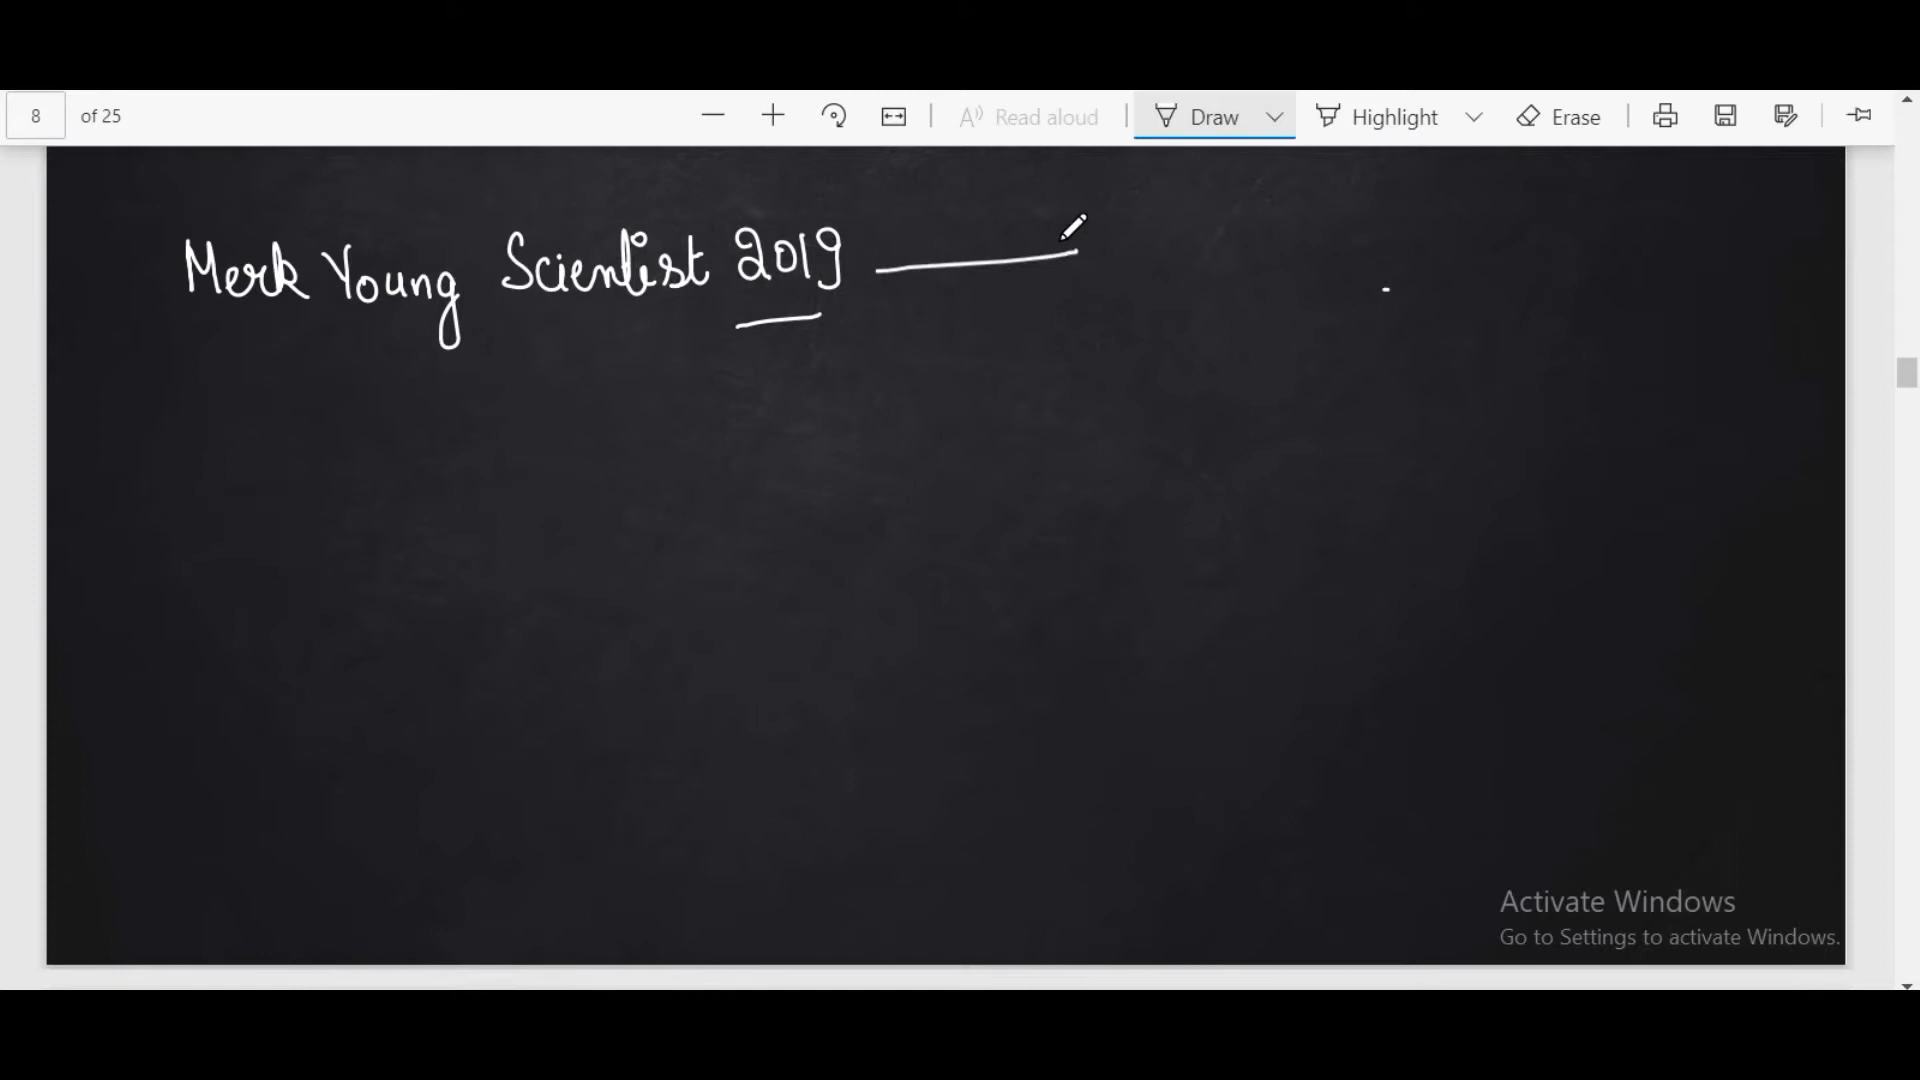 8 of 25 Read aloud Draw Highlight Erase
Merk Young Scientist 2019
Activate Windows
Go to Settings to activate Windows.